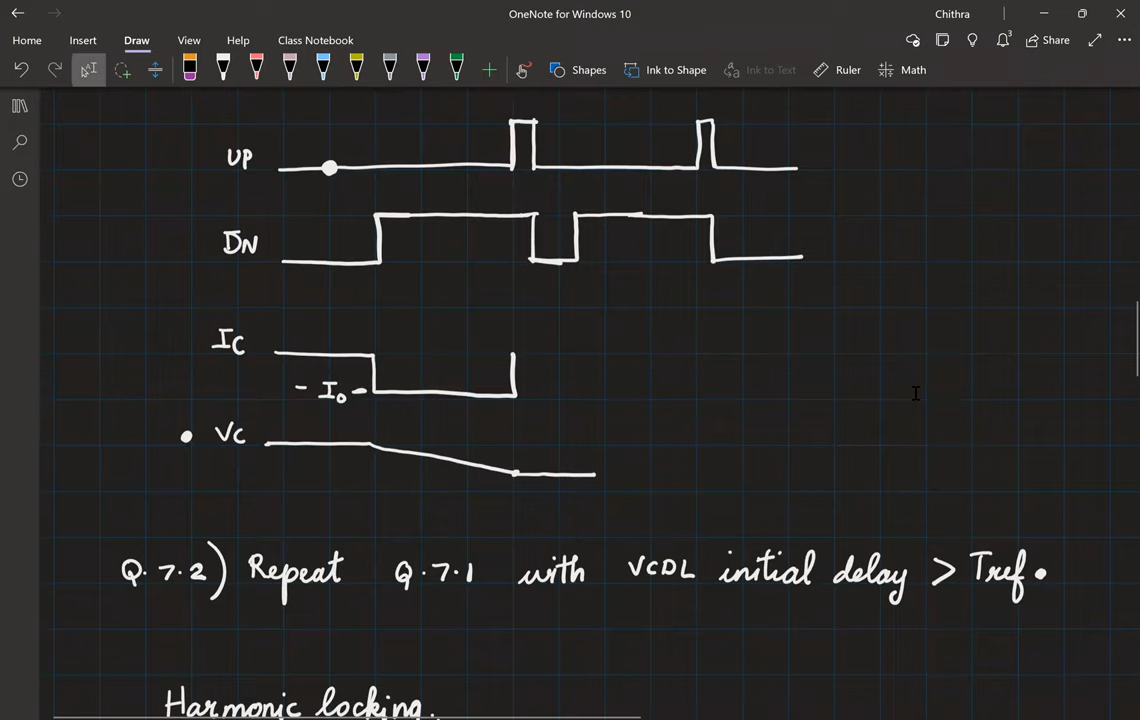 OneNote for Windows 10
Chithra
Home Insert Draw View Help Class Notebook
3 Share
Shapes Ink to Shape Ink to Text Ruler Math
UP
DN
Ic
- Io -
Vc
Q.7.2) Repeat Q.7.1 with VCDL initial delay > Tref.
Harmonic locking.